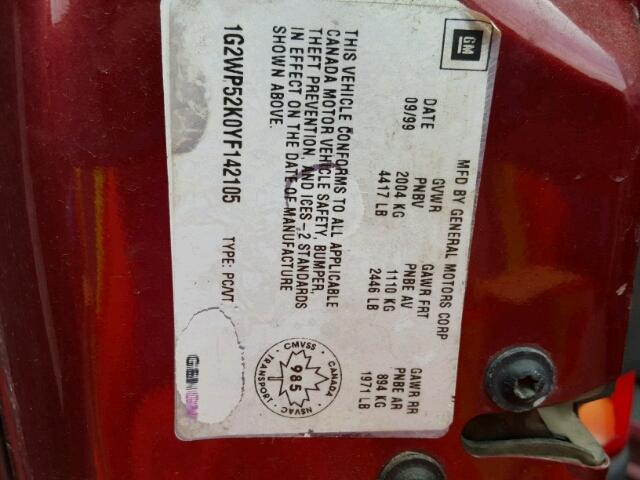 GM
MFD BY GENERAL MOTORS CORP
DATE GVWR GAWR FRT GAWR RR
PNBV PNBE AV PNBE AR
09/99 2004 KG 1110 KG 894 KG
4417 LB 2446 LB 1971 LB
THIS VEHICLE CONFORMS TO ALL APPLICABLE
CANADA MOTOR VEHICLE SAFETY, BUMPER,
THEFT PREVENTION, AND ICES-2 STANDARDS
IN EFFECT ON THE DATE OF MANUFACTURE
SHOWN ABOVE.
CANADA
CMVSS
985
NSVAC
TRANSPORT
1G2WP52K0YF142105 TYPE: PC/VT